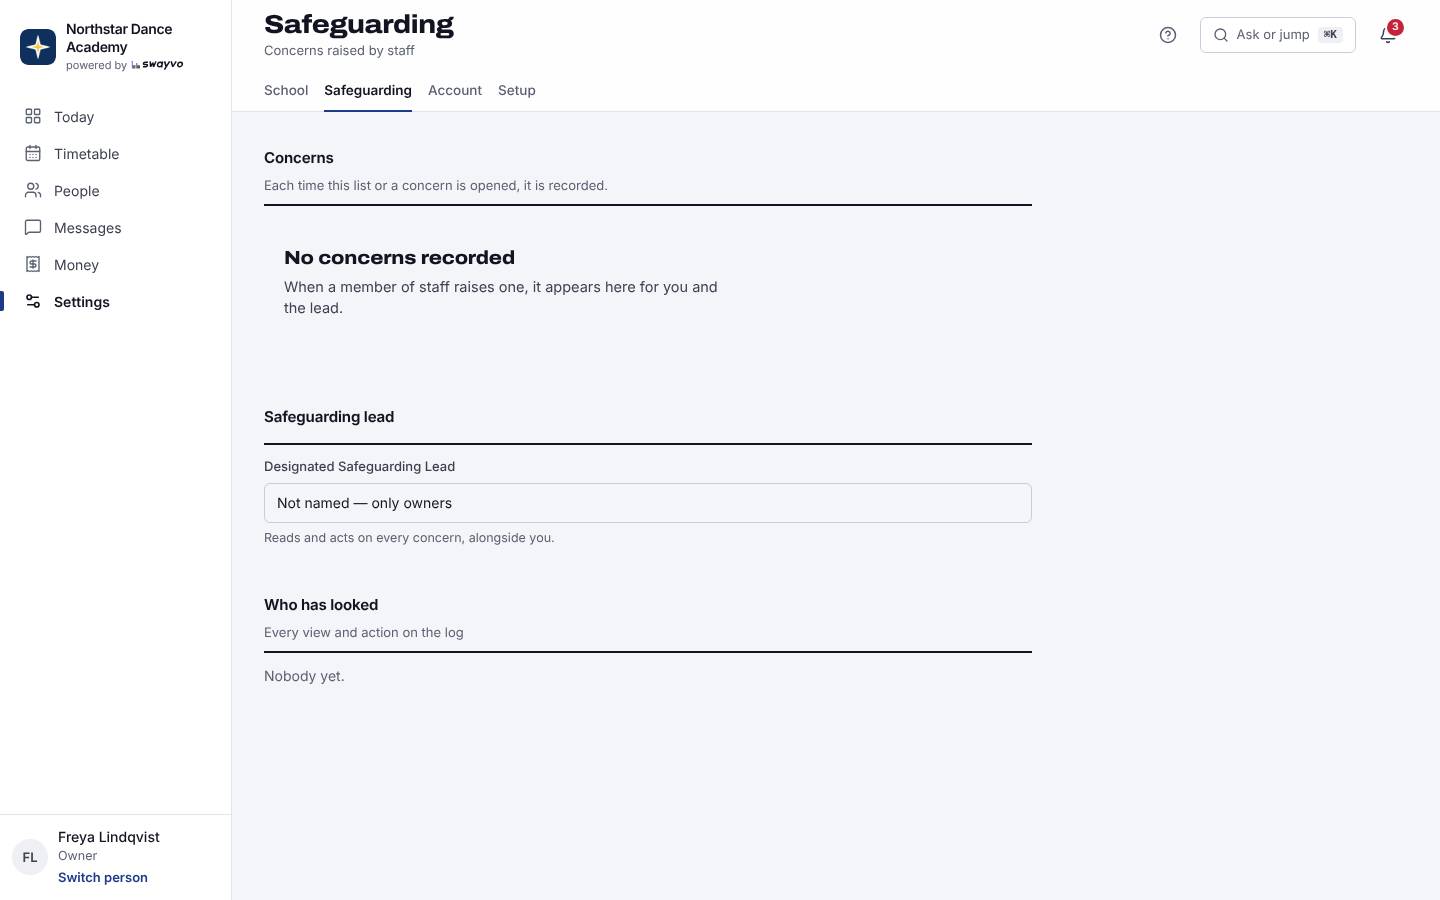 Northstar Dance
Academy
powered by swayvo
Today
Timetable
People
Messages
Money
Settings
FL
Freya Lindqvist
Owner
Switch person
Safeguarding
Concerns raised by staff
Ask or jump ⌘K
3
School Safeguarding Account Setup
Concerns
Each time this list or a concern is opened, it is recorded.
No concerns recorded
When a member of staff raises one, it appears here for you and
the lead.
Safeguarding lead
Designated Safeguarding Lead
Not named — only owners
Reads and acts on every concern, alongside you.
Who has looked
Every view and action on the log
Nobody yet.